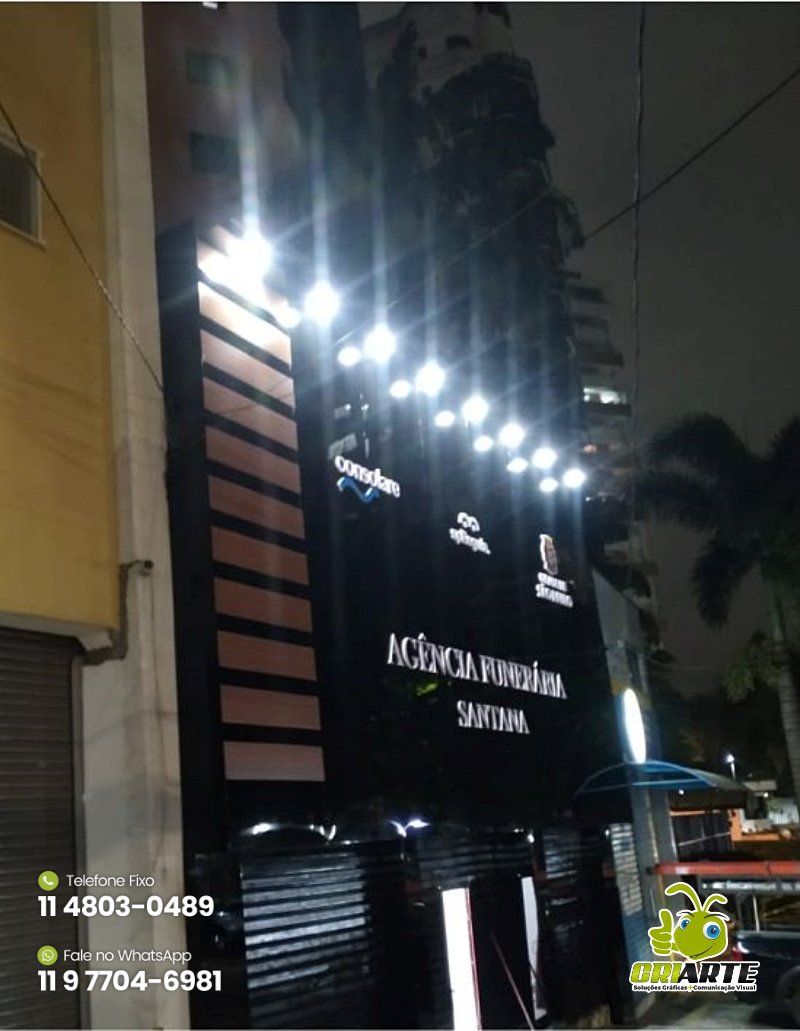 consolare
AGÊNCIA FUNERÁRIA
SANTANA
Telefone Fixo
11 4803-0489
Fale no WhatsApp
11 9 7704-6981
CRIARTE
Soluções Gráficas+Comunicação Visual